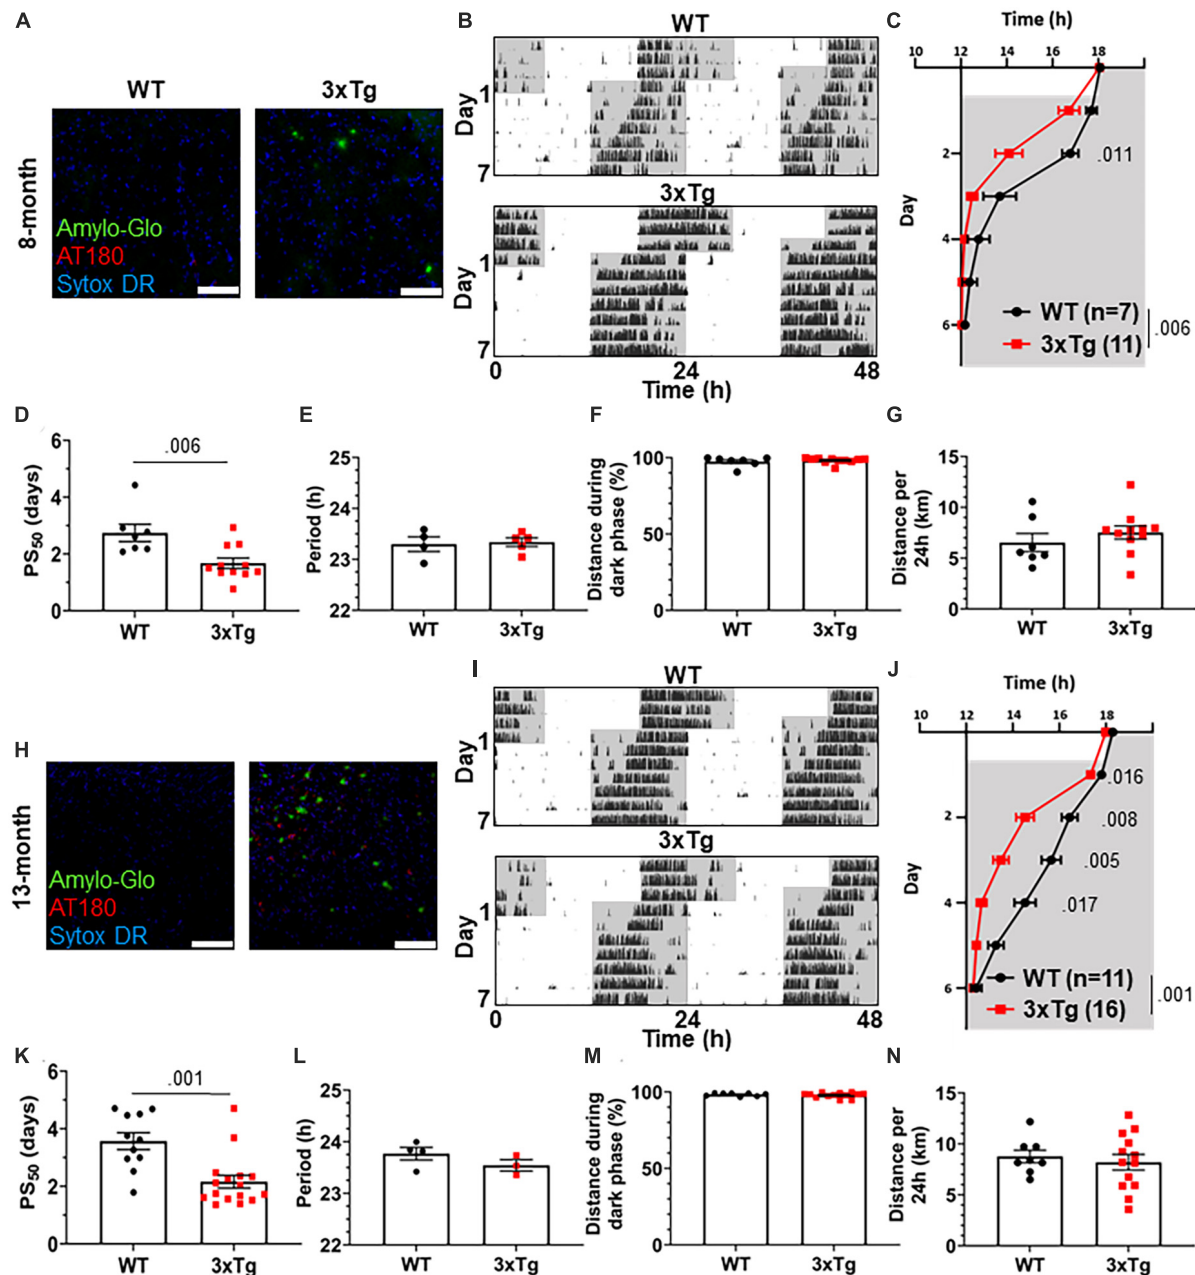 A
WT
3xTg
8-month
Amylo-Glo
AT180
Sytox DR
B
WT
Day
1
7
3xTg
Day
1
7
0
24
48
Time (h)
C
Time (h)
10
12
14
16
18
2
4
6
Day
.011
WT (n=7)
3xTg (11)
.006
D
PS50 (days)
6
4
2
0
.006
WT
3xTg
E
Period (h)
25
24
23
22
WT
3xTg
F
Distance during
dark phase (%)
100
50
0
WT
3xTg
G
Distance per
24h (km)
15
10
5
0
WT
3xTg
H
13-month
Amylo-Glo
AT180
Sytox DR
I
WT
Day
1
7
3xTg
Day
1
7
0
24
48
Time (h)
J
Time (h)
10
12
14
16
18
2
4
6
Day
.016
.008
.005
.017
WT (n=11)
3xTg (16)
.001
K
PS50 (days)
6
4
2
0
.001
WT
3xTg
L
Period (h)
25
24
23
22
WT
3xTg
M
Distance during
dark phase (%)
100
50
0
WT
3xTg
N
Distance per
24h (km)
15
10
5
0
WT
3xTg